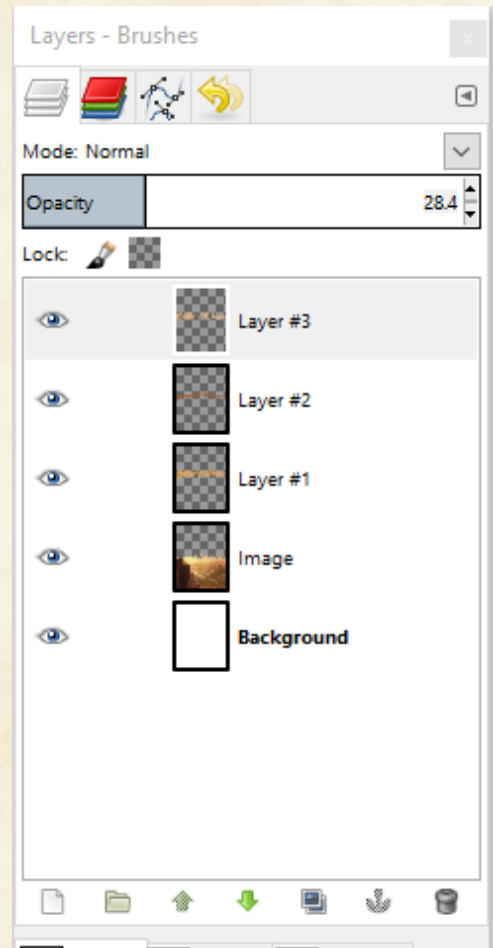 Layers - Brushes
x
Mode: Normal
Opacity 28.4
Lock:
Layer #3
Layer #2
Layer #1
Image
Background